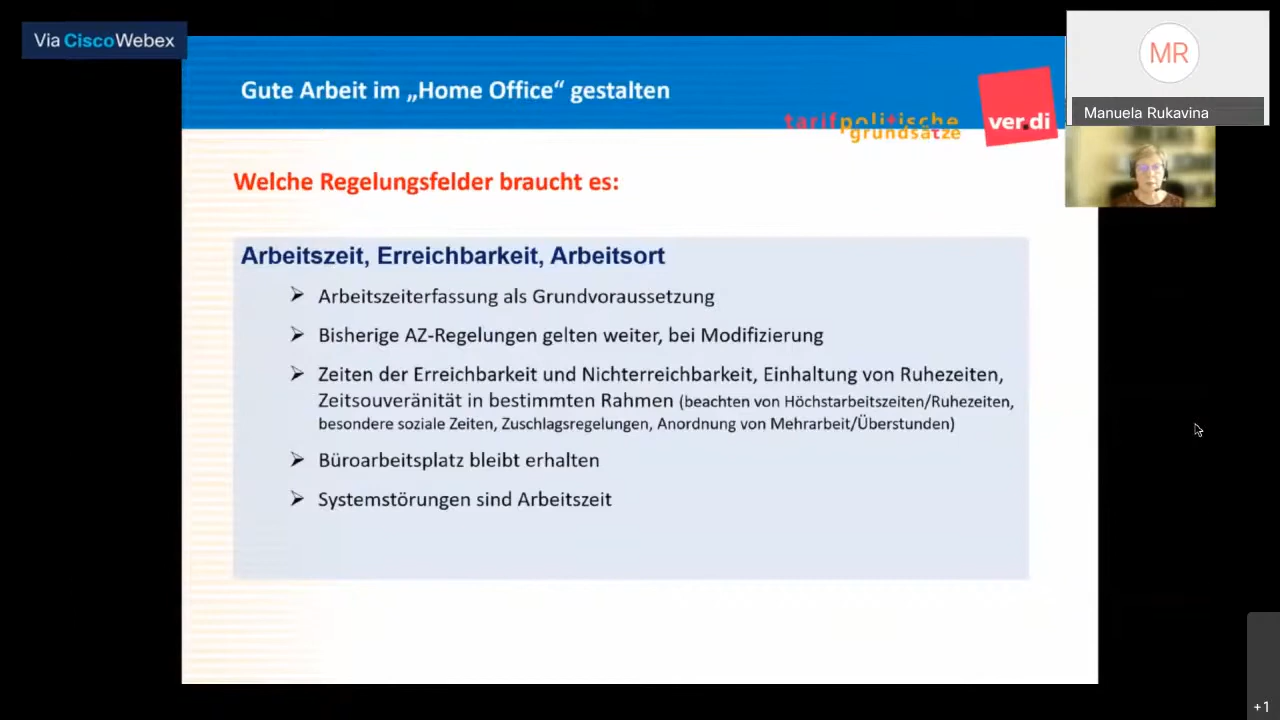 Via Cisco Webex
MR
Manuela Rukavina
Gute Arbeit im „Home Office“ gestalten
tarifpolitische
grundsätze
ver.di
Welche Regelungsfelder braucht es:
Arbeitszeit, Erreichbarkeit, Arbeitsort
➢ Arbeitszeiterfassung als Grundvoraussetzung
➢ Bisherige AZ-Regelungen gelten weiter, bei Modifizierung
➢ Zeiten der Erreichbarkeit und Nichterreichbarkeit, Einhaltung von Ruhezeiten,
Zeitsouveränität in bestimmten Rahmen (beachten von Höchstarbeitszeiten/Ruhezeiten,
besondere soziale Zeiten, Zuschlagsregelungen, Anordnung von Mehrarbeit/Überstunden)
➢ Büroarbeitsplatz bleibt erhalten
➢ Systemstörungen sind Arbeitszeit
+1